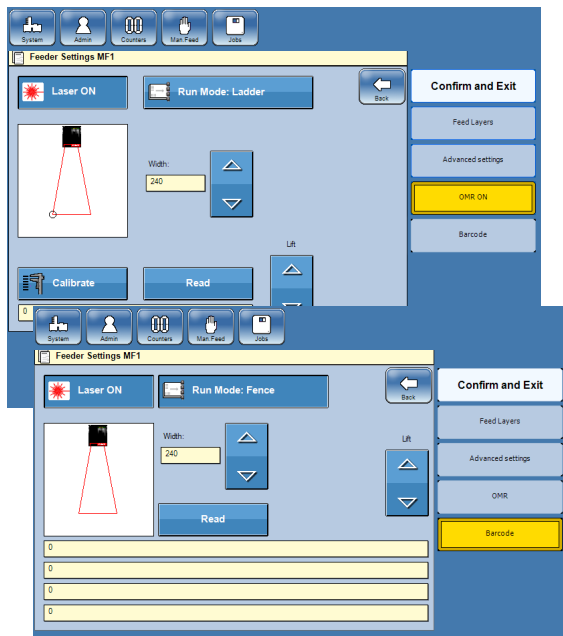 System Admin Counters Man.Feed Jobs
Feeder Settings MF1
Laser ON Run Mode: Ladder
Back
Confirm and Exit
Feed Layers
Advanced settings
OMR ON
Barcode
Width:
240
Lift
Calibrate Read
0
System Admin Counters Man.Feed Jobs
Feeder Settings MF1
Laser ON Run Mode: Fence
Back
Confirm and Exit
Feed Layers
Advanced settings
OMR
Barcode
Width:
240
Lift
Read
0
0
0
0